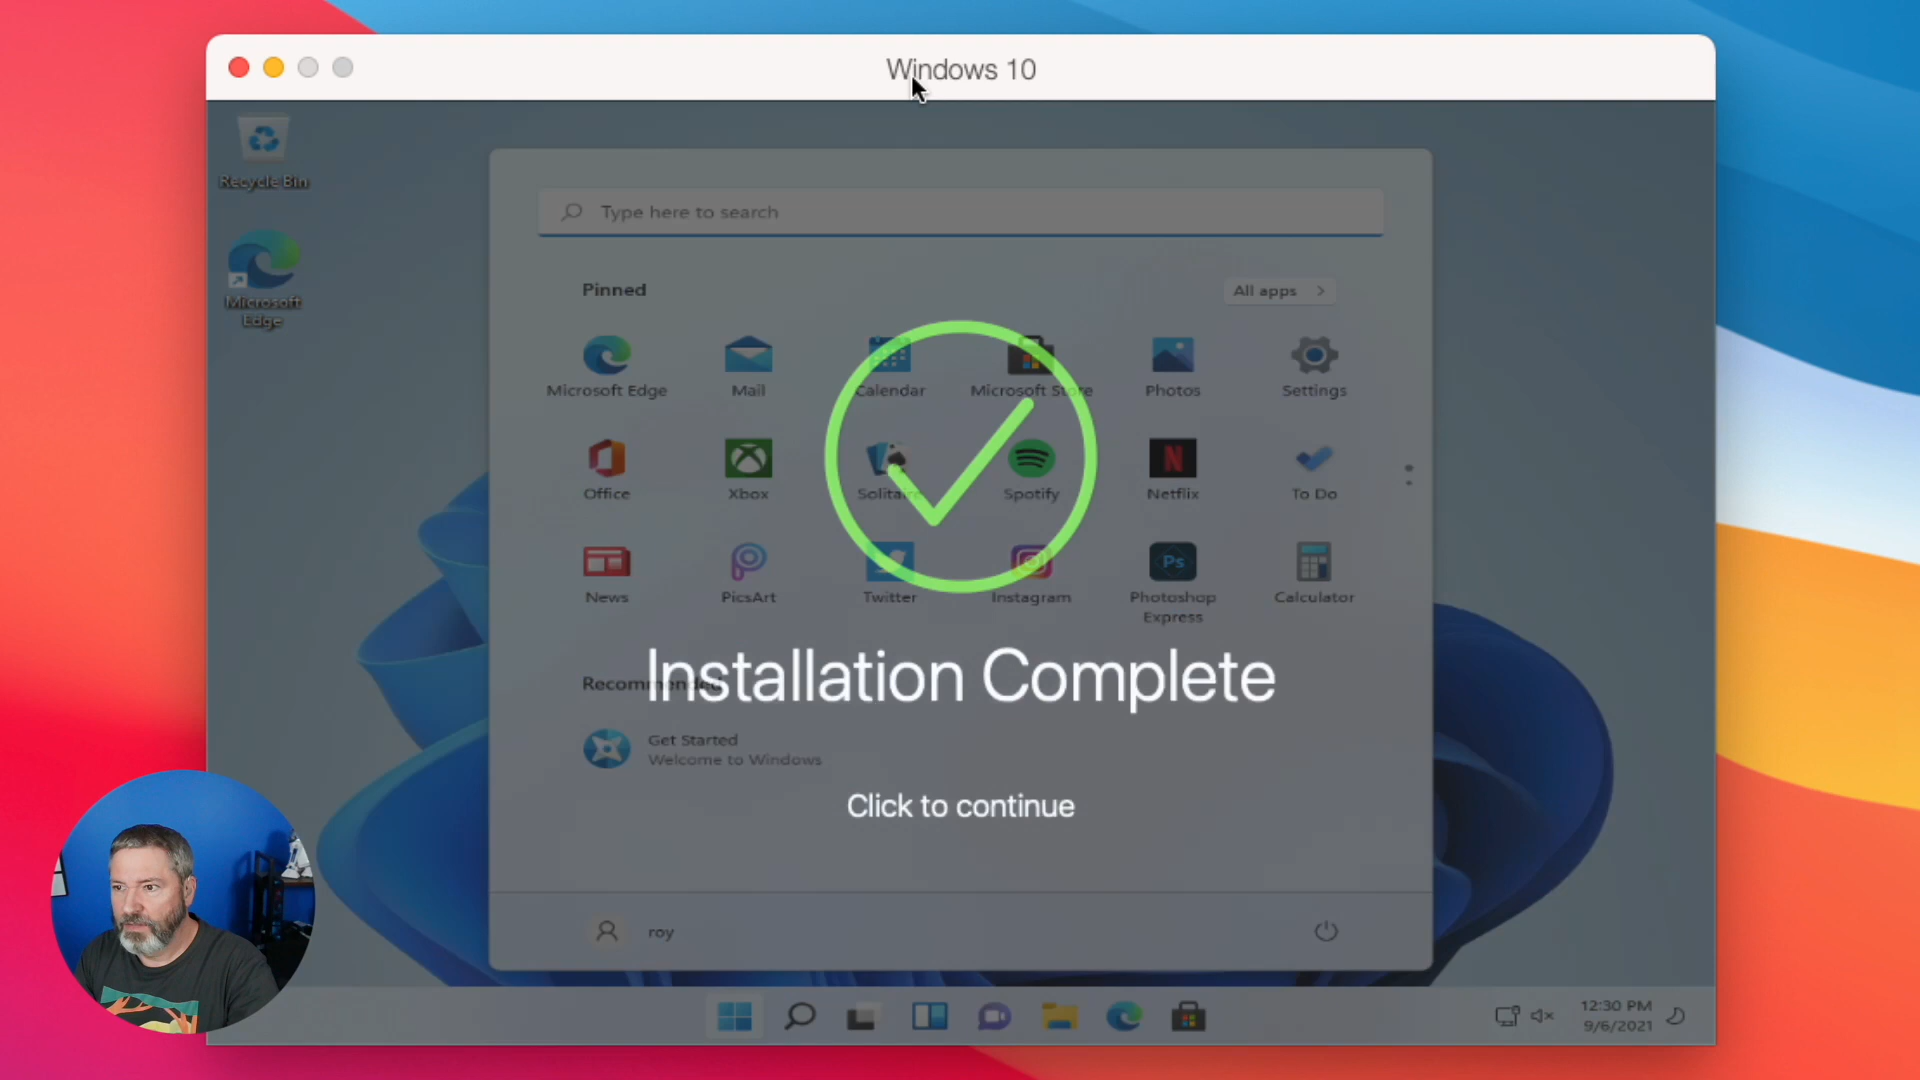 Windows 10
Recycle Bin
Microsoft
Edge
Type here to search
Pinned
All apps
Microsoft Edge
Mail
Calendar
Microsoft Store
Photos
Settings
Office
Xbox
Solitaire
Spotify
Netflix
To Do
News
PicsArt
Twitter
Instagram
Ps
Photoshop
Express
Calculator
Recommended
Installation Complete
Get Started
Welcome to Windows
Click to continue
roy
12:30 PM
9/6/2021